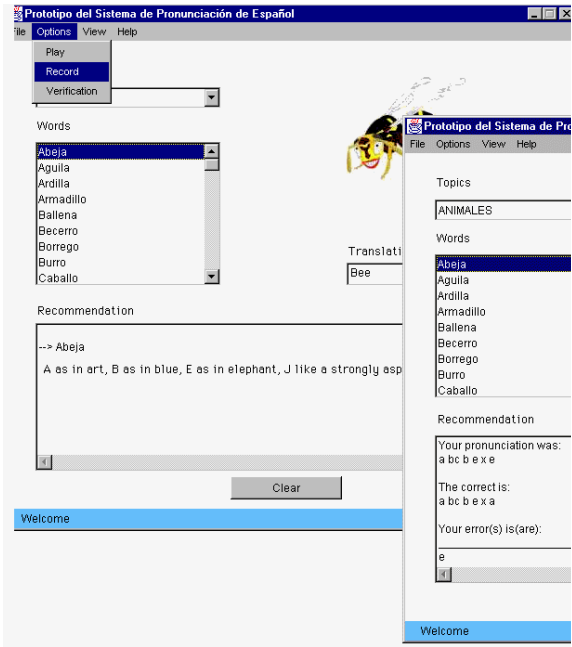 Prototipo del Sistema de Pronunciación de Español
File Options View Help
Play
Record
Verification
Words
Abeja
Aguila
Ardilla
Armadillo
Ballena
Becerro
Borrego
Burro
Caballo
Translati
Bee
Recommendation
--> Abeja
A as in art, B as in blue, E as in elephant, J like a strongly asp
Clear
Welcome
Prototipo del Sistema de Pro
File Options View Help
Topics
ANIMALES
Words
Abeja
Aguila
Ardilla
Armadillo
Ballena
Becerro
Borrego
Burro
Caballo
Recommendation
Your pronunciation was:
a bc b e x e
The correct is:
a bc b e x a
Your error(s) is(are):
e
Welcome